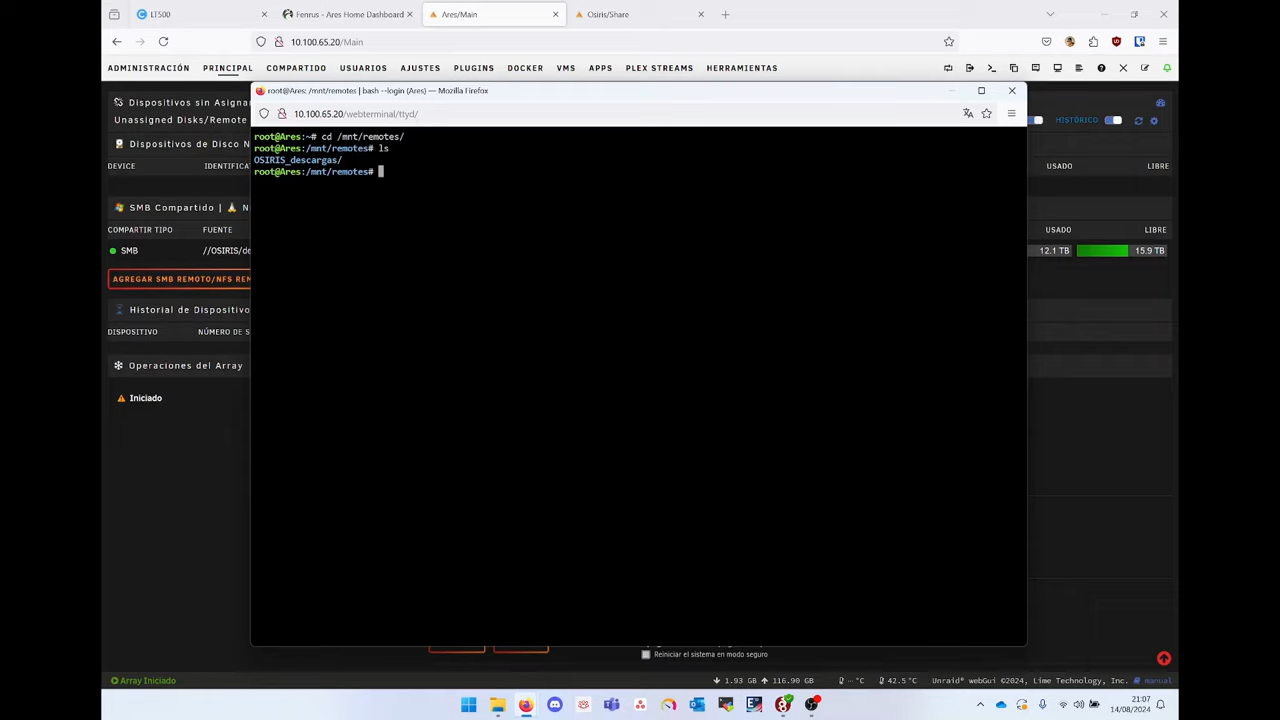 LT500
Fenrus - Ares Home Dashboard
Ares/Main
Osiris/Share
10.100.65.20/Main
ADMINISTRACIÓN PRINCIPAL COMPARTIDO USUARIOS AJUSTES PLUGINS DOCKER VMS APPS PLEX STREAMS HERRAMIENTAS
root@Ares: /mnt/remotes | bash --login (Ares) — Mozilla Firefox
10.100.65.20/webterminal/ttyd/
root@Ares:~# cd /mnt/remotes/
root@Ares:/mnt/remotes# ls
OSIRIS_descargas/
root@Ares:/mnt/remotes#
Dispositivos sin Asigna
Unassigned Disks/Remote
HISTÓRICO
Dispositivos de Disco N
DEVICE IDENTIFICA
USADO LIBRE
SMB Compartido | N
COMPARTIR TIPO FUENTE
USADO LIBRE
SMB //OSIRIS/de
12.1 TB 15.9 TB
AGREGAR SMB REMOTO/NFS REM
Historial de Dispositivo
DISPOSITIVO NÚMERO DE S
Operaciones del Array
Iniciado
Reiniciar el sistema en modo seguro
Array Iniciado
1.93 GB 116.90 GB 42.5 °C Unraid® webGui ©2024, Lime Technology, Inc. manual
21:07
14/08/2024